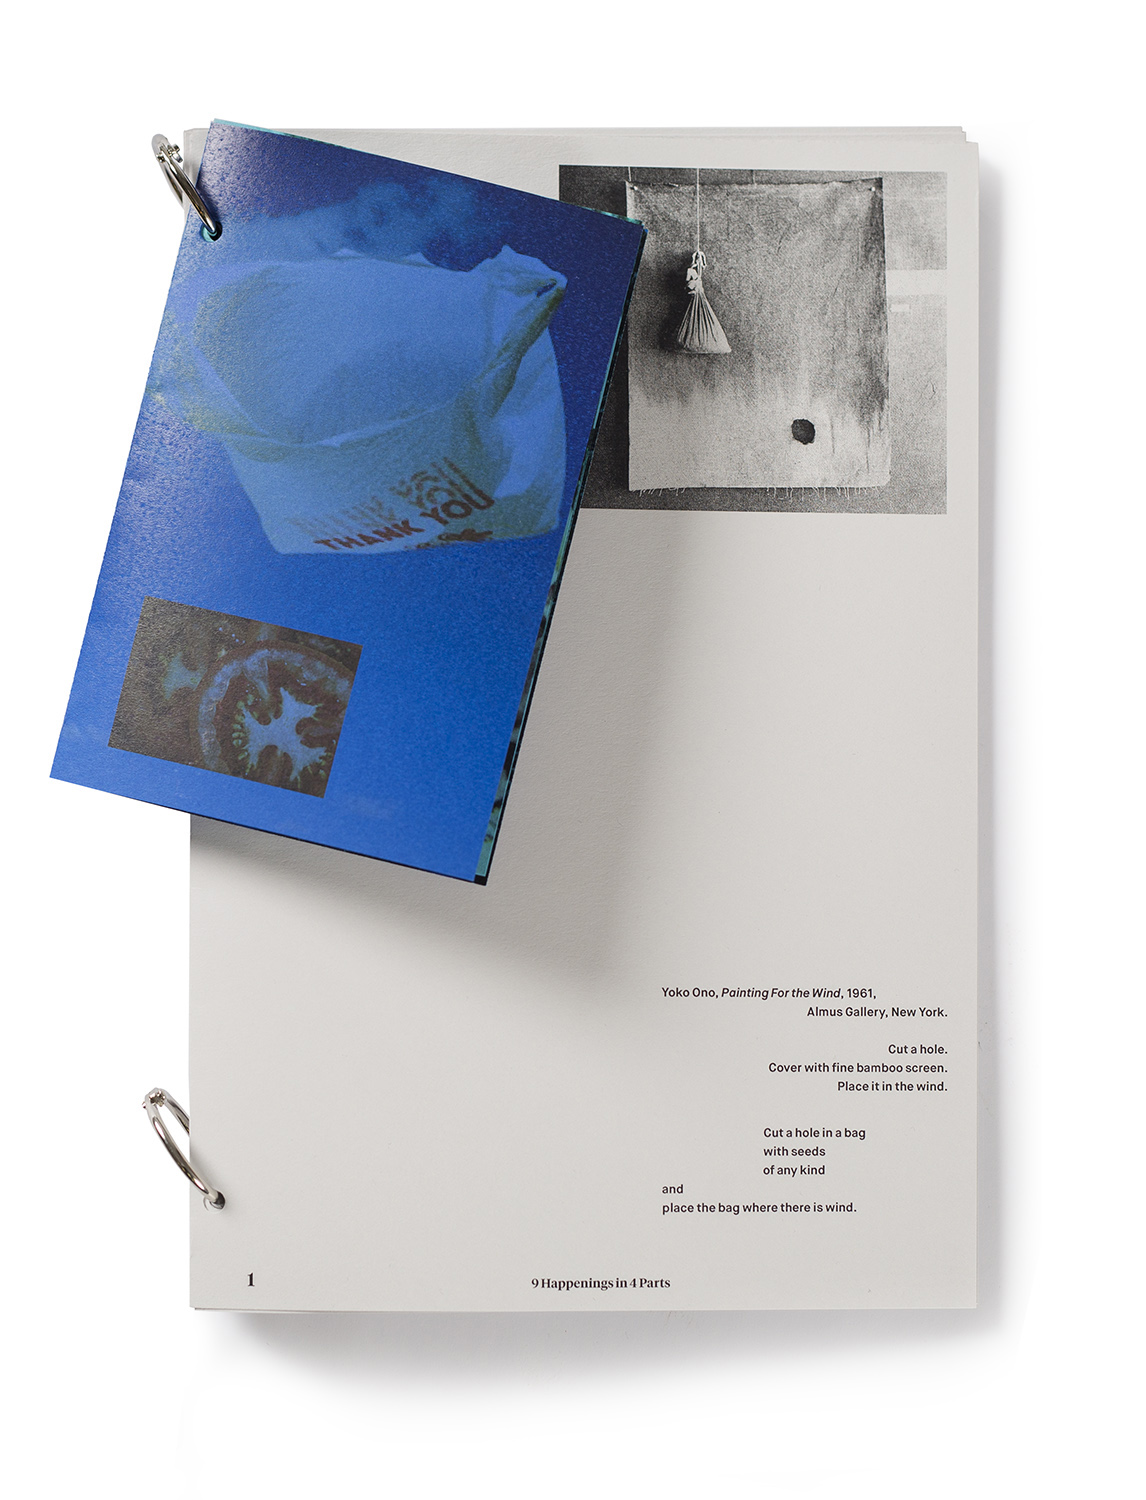 THANK YOU
THANK YOU
Yoko Ono, Painting For the Wind, 1961,
Almus Gallery, New York.
Cut a hole.
Cover with fine bamboo screen.
Place it in the wind.
Cut a hole in a bag
with seeds
of any kind
and
place the bag where there is wind.
1
9 Happenings in 4 Parts